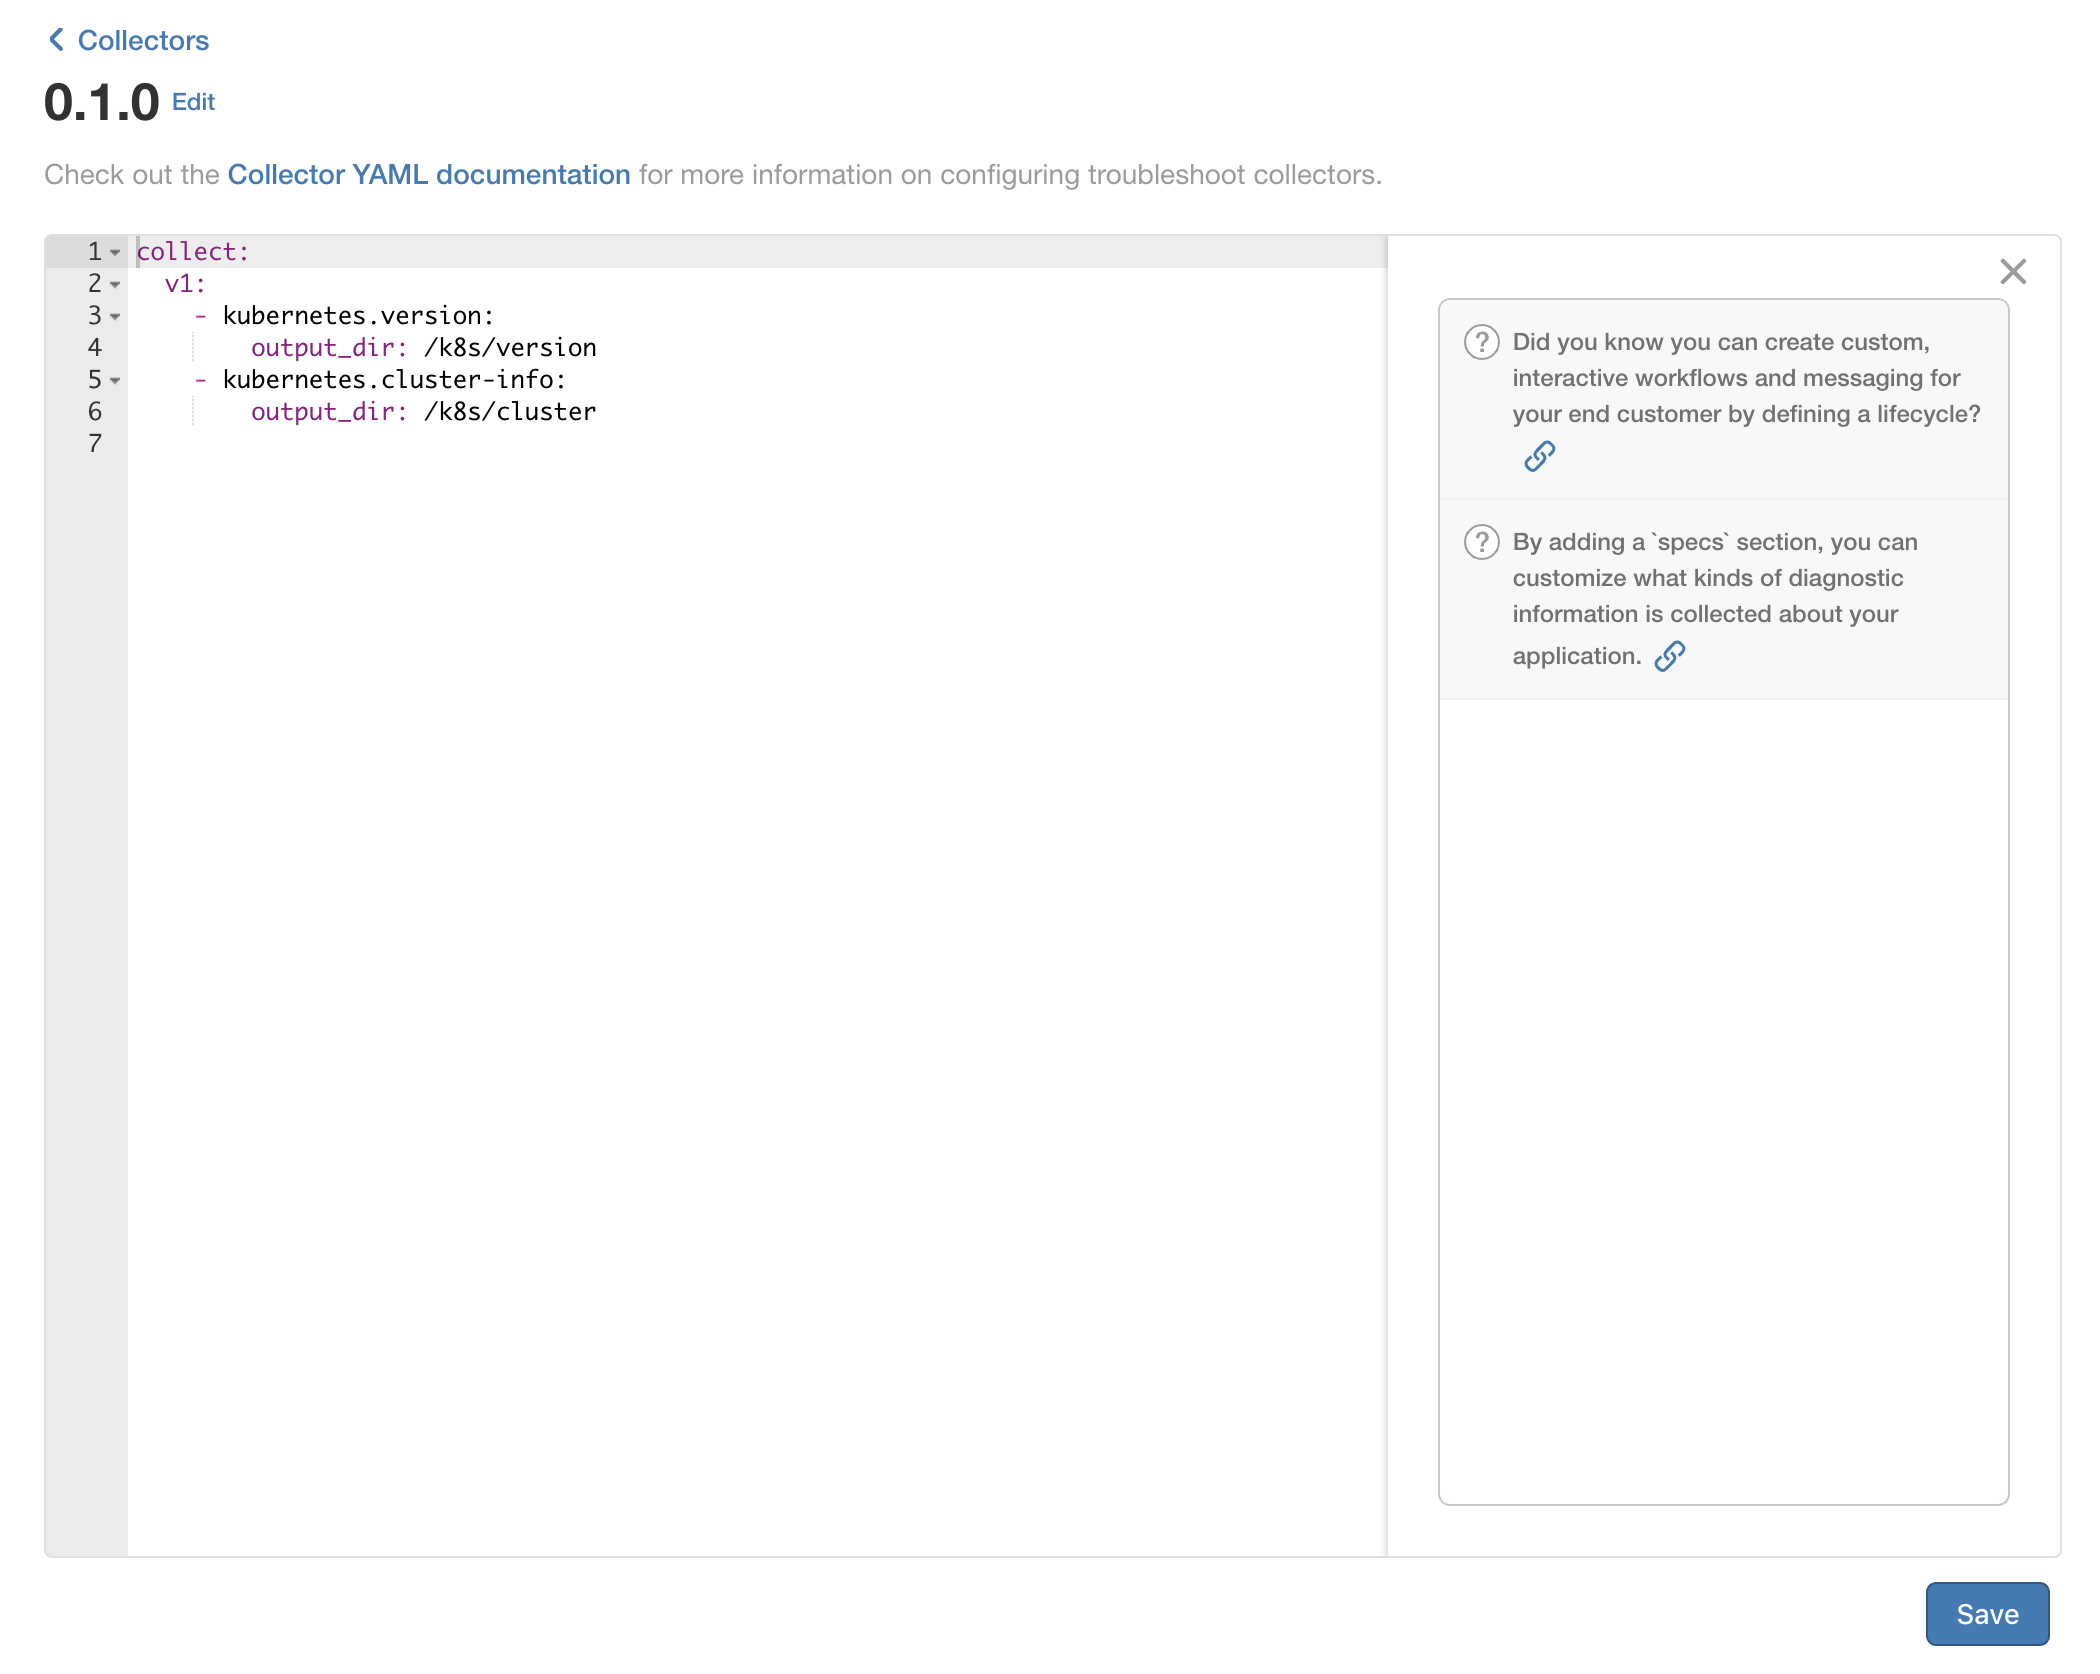 Collectors
0.1.0 Edit
Check out the Collector YAML documentation for more information on configuring troubleshoot collectors.
1 collect:
2   v1:
3     - kubernetes.version:
4         output_dir: /k8s/version
5     - kubernetes.cluster-info:
6         output_dir: /k8s/cluster
7
Did you know you can create custom,
interactive workflows and messaging for
your end customer by defining a lifecycle?
By adding a `specs` section, you can
customize what kinds of diagnostic
information is collected about your
application.
Save